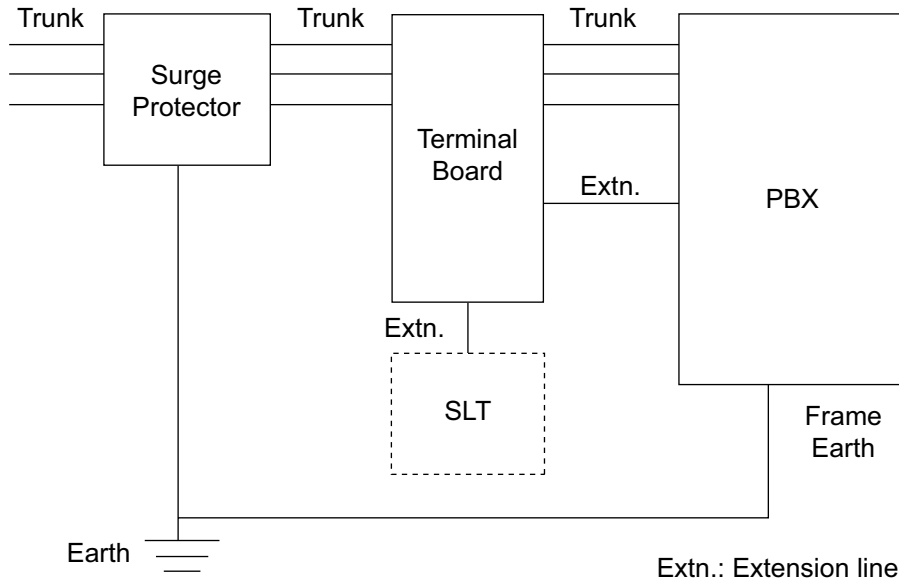 Trunk
Trunk
Trunk
Surge
Protector
Terminal
Board
Extn.
PBX
Extn.
SLT
Frame
Earth
Earth
Extn.: Extension line